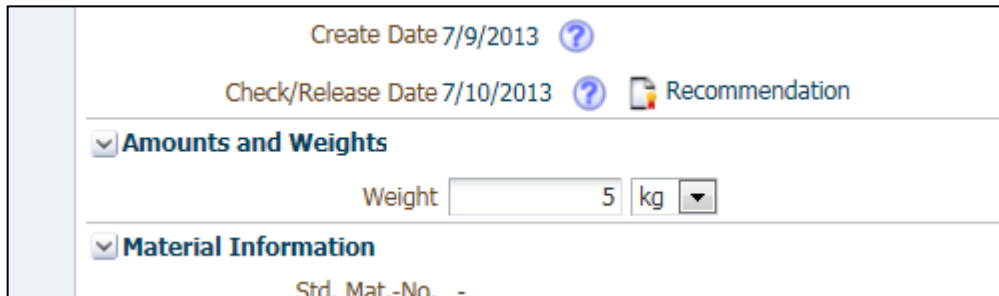 Create Date 7/9/2013 ?
Check/Release Date 7/10/2013 ? Recommendation
Amounts and Weights
Weight 5 kg
Material Information
Std. Mat.-No. -